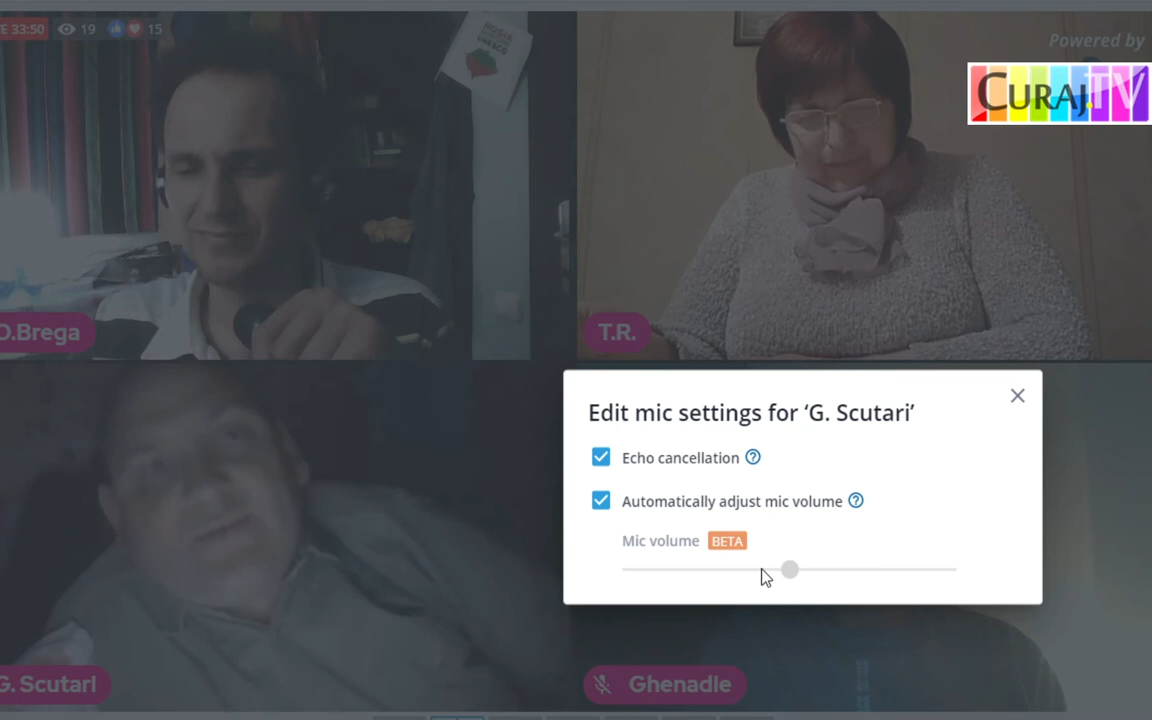 E 33:50 19 15
Powered by
CURAJ.TV
UNESCO
O.Brega
T.R.
Edit mic settings for ‘G. Scutari’
Echo cancellation
Automatically adjust mic volume
Mic volume BETA
G. Scutari
Ghenadie